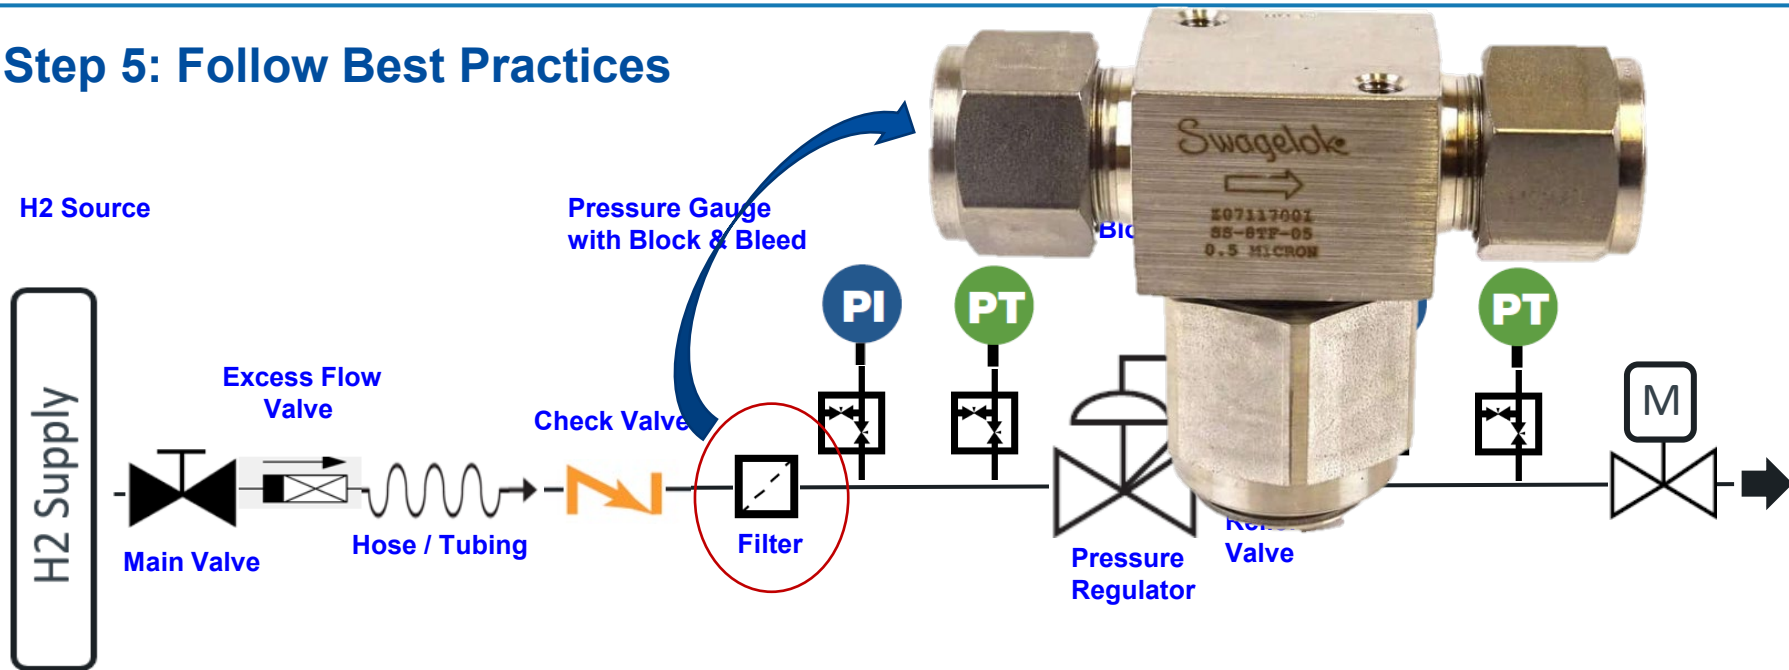 Step 5: Follow Best Practices
H2 Source
Pressure Gauge
with Block & Bleed
Swagelok
SS-8TF-05
0.5 MICRON
PI
PT
PT
Excess Flow
Valve
Check Valve
M
H2 Supply
Main Valve
Hose / Tubing
Filter
Pressure
Regulator
Valve